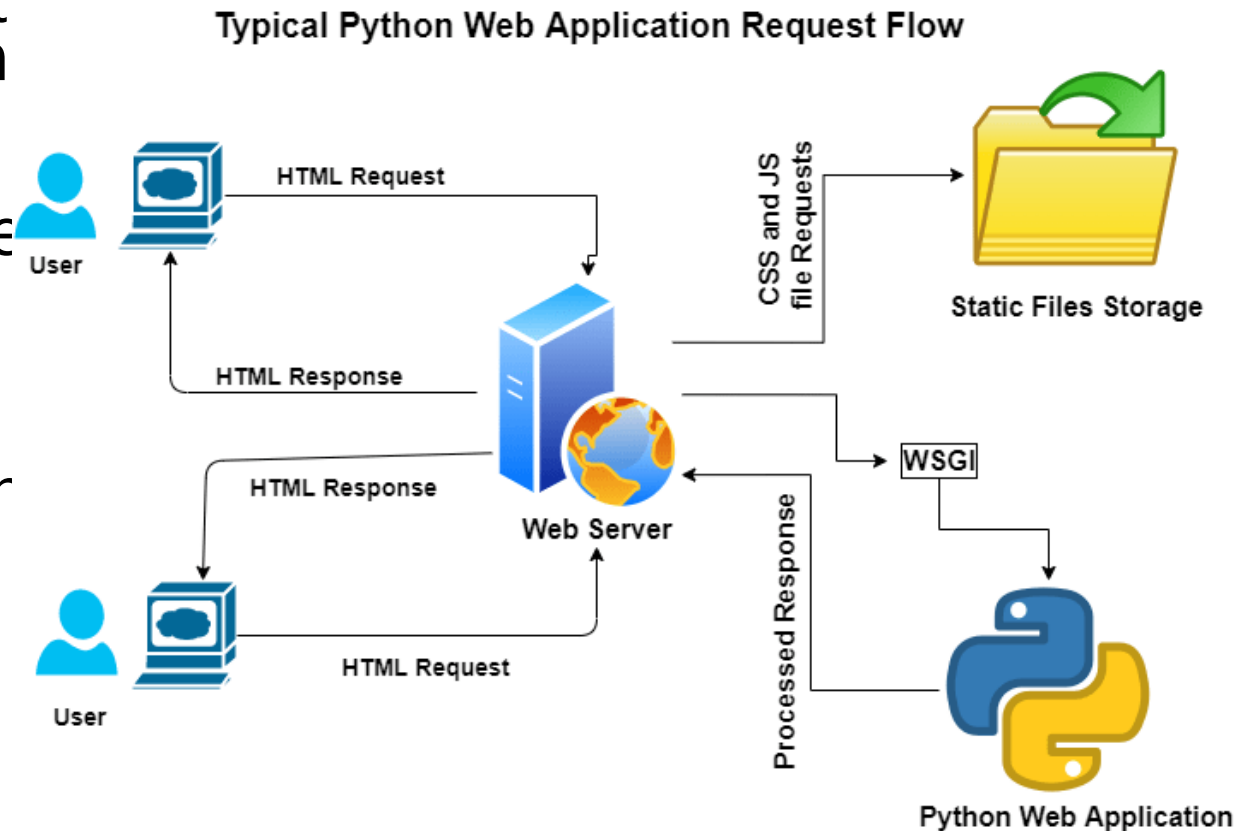 Typical Python Web Application Request Flow
HTML Request
User
HTML Response
HTML Response
Web Server
HTML Request
User
CSS and JS
file Requests
Static Files Storage
WSGI
Processed Response
Python Web Application